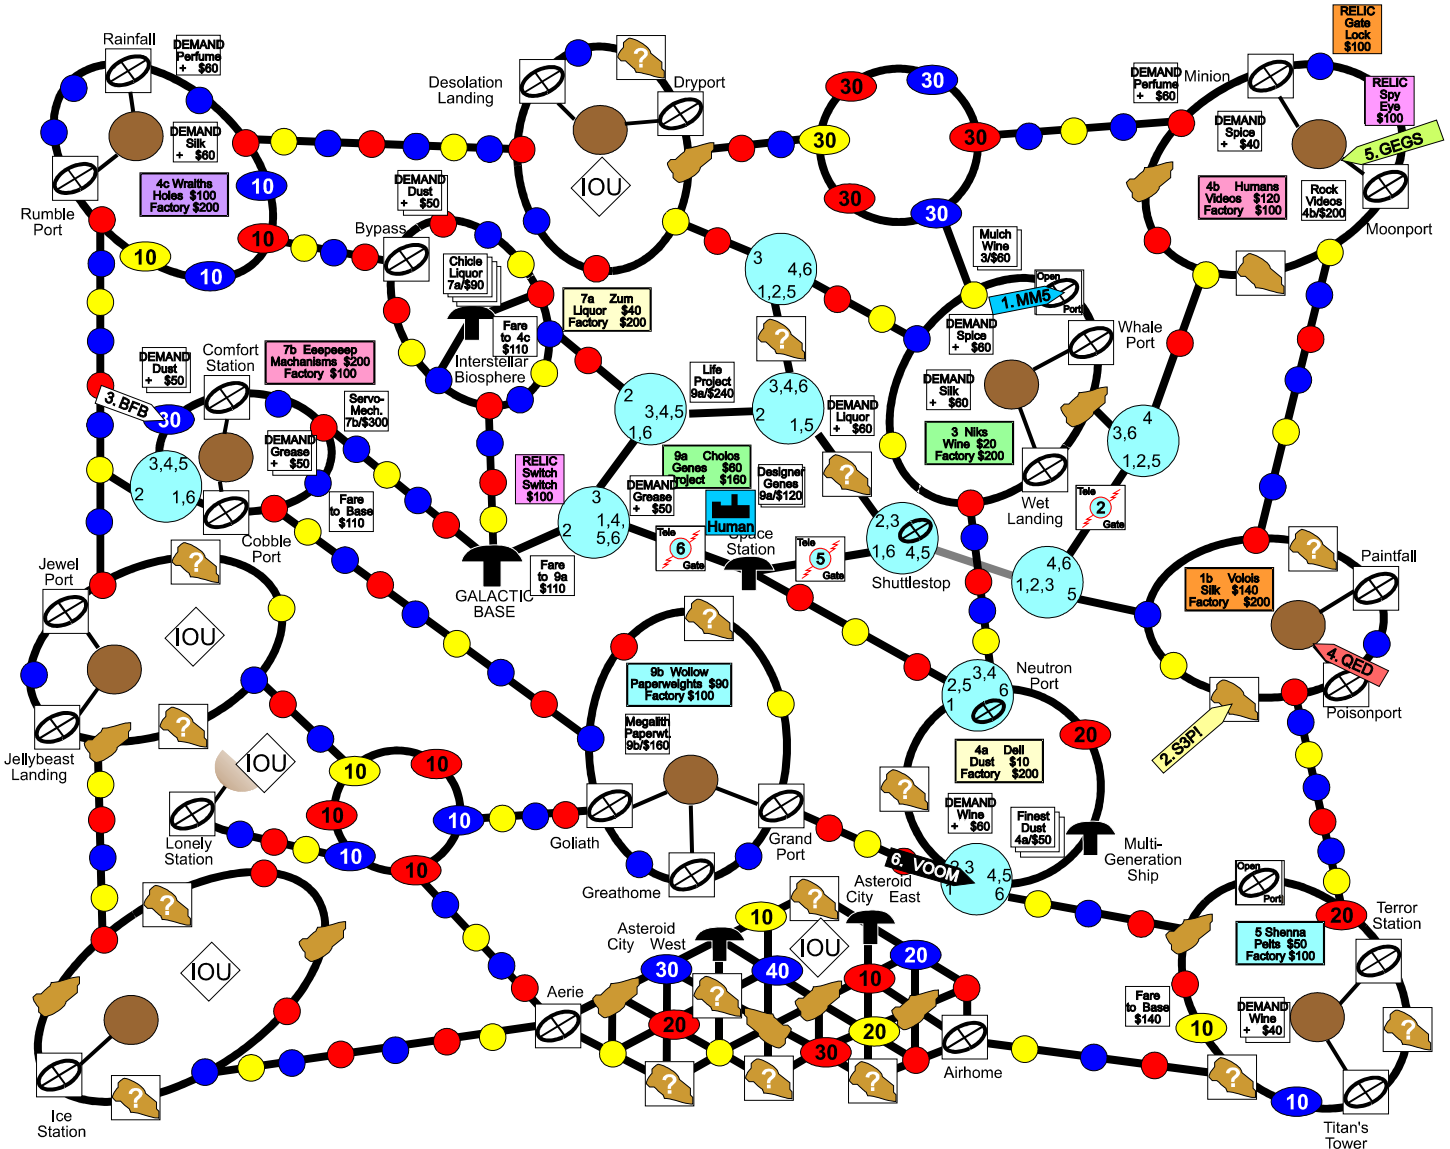 Rainfall
DEMAND
Perfume
+ $60
DEMAND
Silk
+ $60
4c Wraiths
Holes $100
Factory $200
Rumble
Port
10
10
10
10
Desolation
Landing
?
Dryport
IOU
DEMAND
Dust
+ $50
Bypass
Chicle
Liquor
7a/$90
Fare
to 4c
$110
Interstellar
Biosphere
7a Zum
Liquor $40
Factory $200
30
30
30
30
30
30
RELIC
Gate
Lock
$100
RELIC
Spy
Eye
$100
DEMAND
Perfume
+ $60
Minion
DEMAND
Spice
+ $40
5. GEGS
4b Humans
Videos $120
Factory $100
Rock
Videos
4b/$200
Moonport
?
3
4,6
1,2,5
?
Mulch
Wine
3/$60
Open
Port
1. MM5
DEMAND
Spice
+ $60
Whale
Port
DEMAND
Silk
+ $60
3 Niks
Wine $20
Factory $200
Wet
Landing
4
3,6
1,2,5
Tele
2
Gate
DEMAND
Dust
+ $50
Comfort
Station
7b Eeepeeep
Machanisms $200
Factory $100
3. BFB
30
Servo-
Mech.
7b/$300
DEMAND
Grease
+ $50
3,4,5
2
1,6
Fare
to Base
$110
Cobble
Port
2
3,4,5
1,6
Life
Project
9a/$240
3,4,6
2
1,5
DEMAND
Liquor
+ $60
?
RELIC
Switch
Switch
$100
9a Cholos
Genes $80
Project $160
DEMAND
Grease
+ $50
Designer
Genes
9a/$120
Human
3
2
1,4,
5,6
Tele
6
Gate
Space
Station
Tele
5
Gate
2,3
1,6 4,5
Shuttlestop
4,6
1,2,3
5
GALACTIC
BASE
Fare
to 9a
$110
Jewel
Port
?
IOU
?
Jellybeast
Landing
IOU
Lonely
Station
10
10
10
10
10
10
?
9b Wollow
Paperweights $90
Factory $100
Megalith
Paperwt.
9b/$160
Goliath
Grand
Port
Greathome
Neutron
Port
3,4
2,5
6
1
20
?
4a Dell
Dust $10
Factory $200
DEMAND
Wine
+ $60
Finest
Dust
4a/$50
Multi-
Generation
Ship
6. VOOM
2,3
4,5
1
6
?
Paintfall
1b Volois
Silk $140
Factory $200
4. QED
?
Poisonport
2. S3PI
?
IOU
?
Ice
Station
Asteroid
City West
Asteroid
City East
10
?
IOU
30
40
10
20
?
20
20
30
?
?
?
Aerie
Airhome
Open
Port
20
Terror
Station
5 Shenna
Pelts $50
Factory $100
Fare
to Base
$140
DEMAND
Wine
+ $40
10
?
?
10
Titan's
Tower